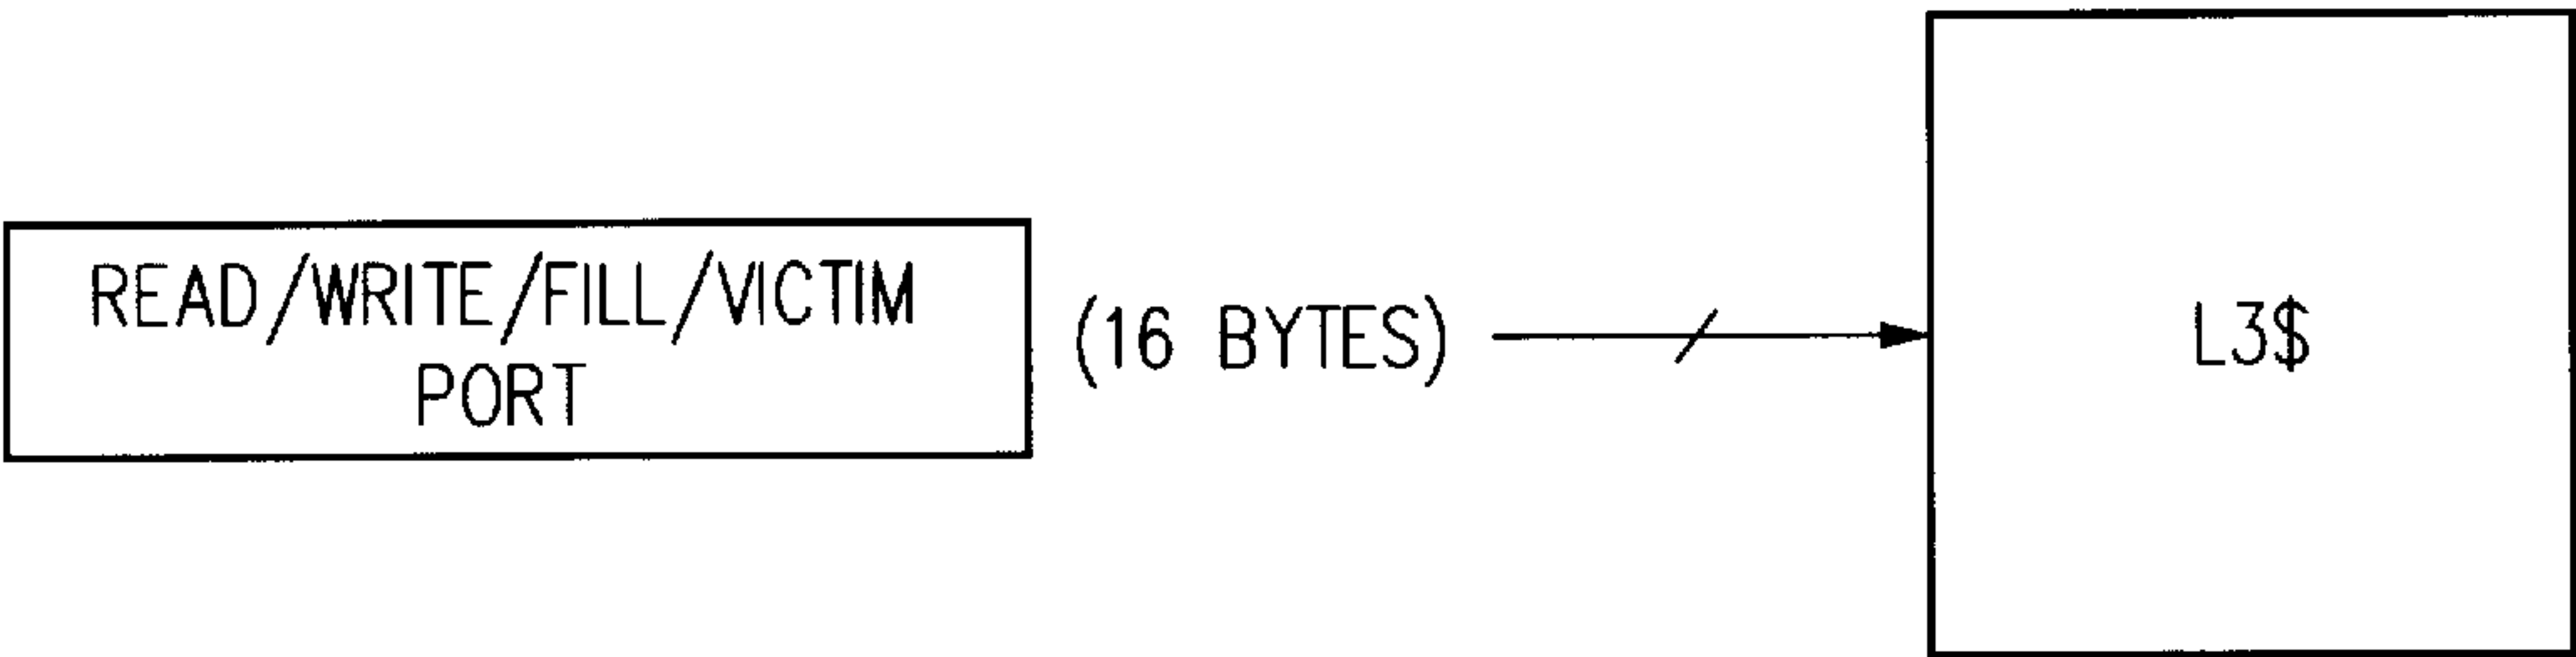 READ/WRITE/FILL/VICTIM
PORT
(16 BYTES)
L3$